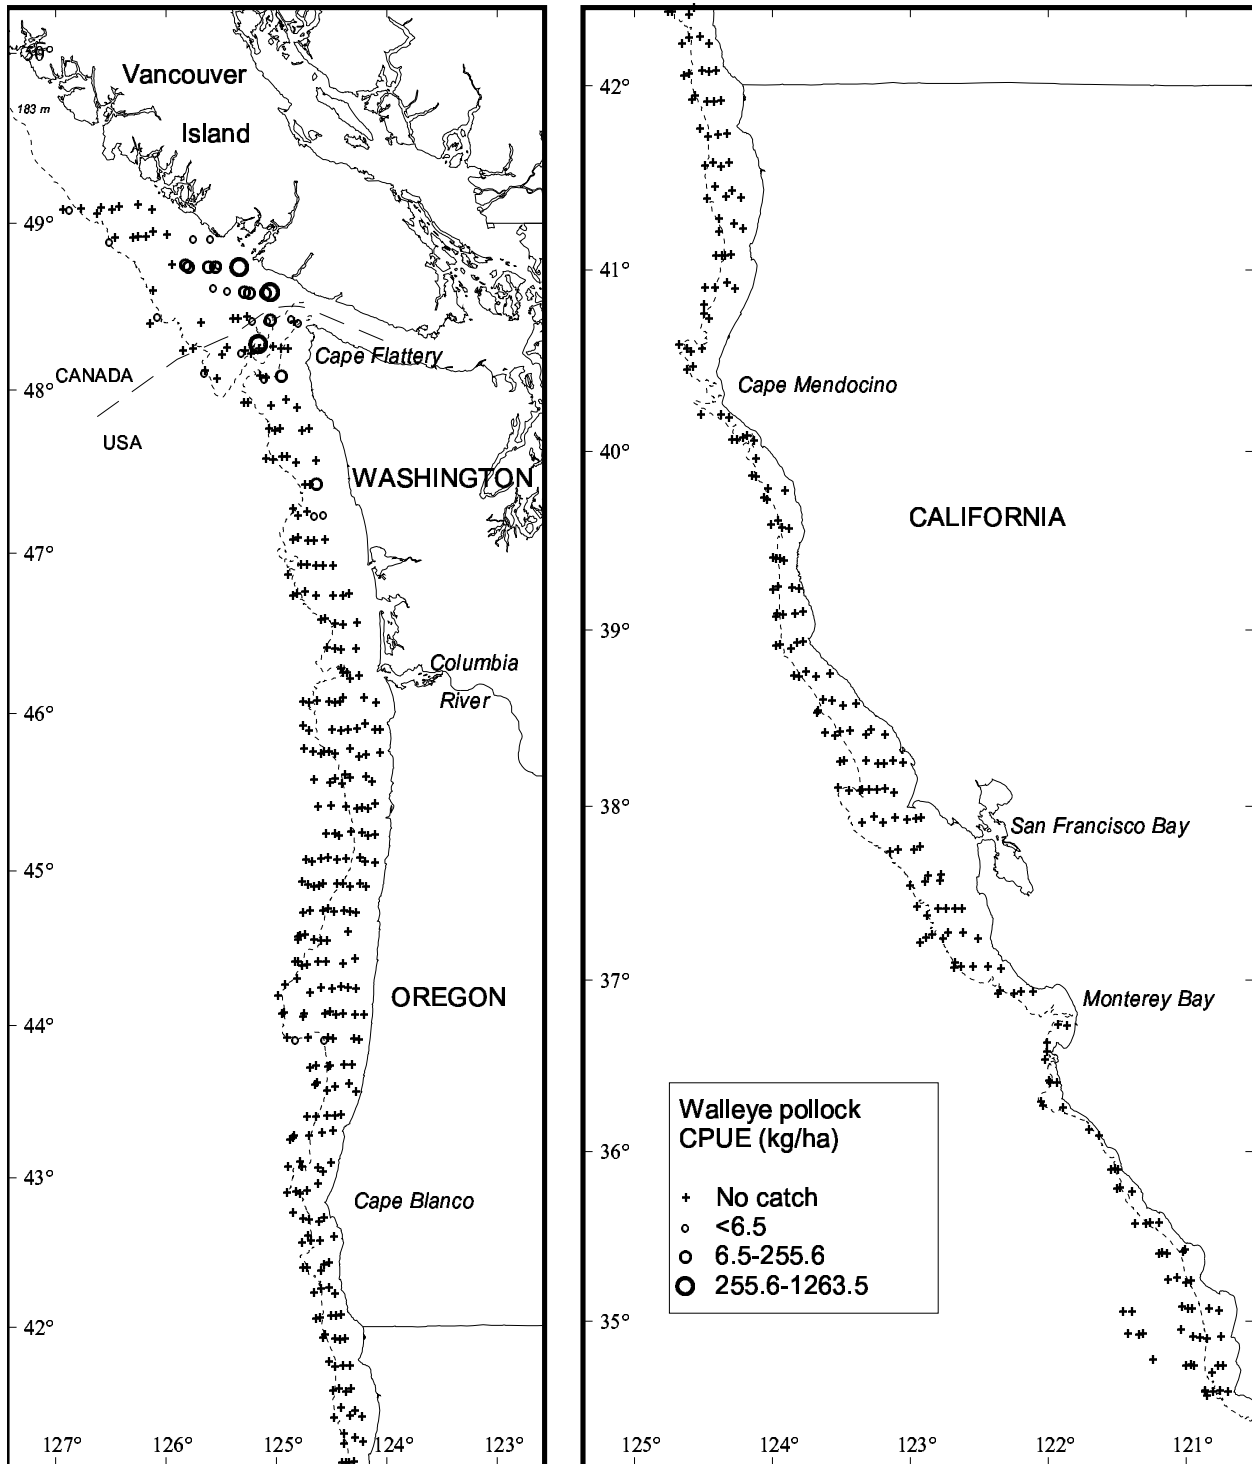 50
Vancouver
Island
183 m
49°
Cape Flattery
CANADA
48°
USA
WASHINGTON
47°
Columbia
River
46°
45°
OREGON
44°
43°
Cape Blanco
42°
127°
126°
125°
124°
123°
42°
41°
Cape Mendocino
40°
CALIFORNIA
39°
38°
San Francisco Bay
37°
Monterey Bay
36°
35°
Walleye pollock
CPUE (kg/ha)
No catch
<6.5
6.5-255.6
255.6-1263.5
125°
124°
123°
122°
121°